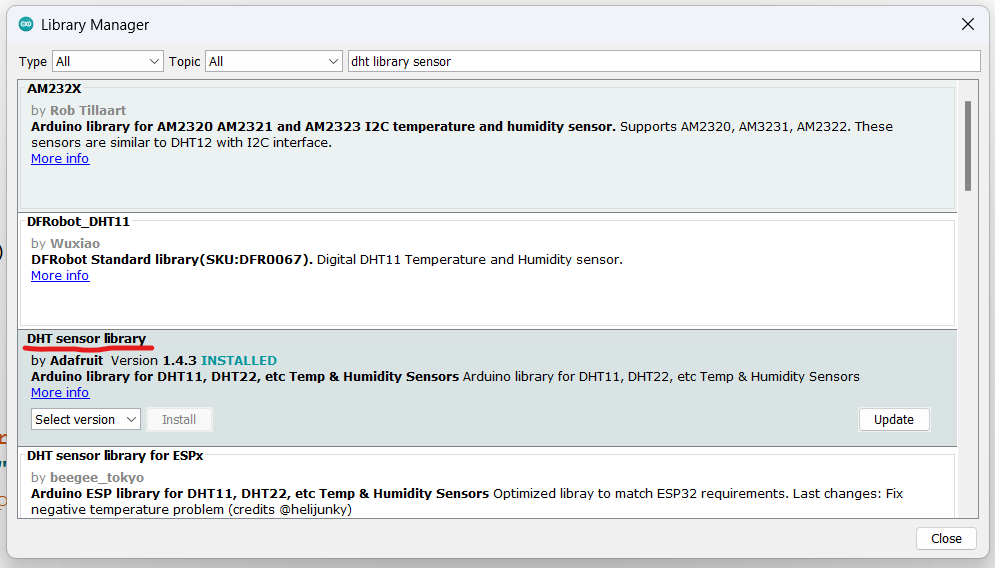 Library Manager
Type All Topic All dht library sensor
AM232X
by Rob Tillaart
Arduino library for AM2320 AM2321 and AM2323 I2C temperature and humidity sensor. Supports AM2320, AM3231, AM2322. These
sensors are similar to DHT12 with I2C interface.
More info
DFRobot_DHT11
by Wuxiao
DFRobot Standard library(SKU:DFR0067). Digital DHT11 Temperature and Humidity sensor.
More info
DHT sensor library
by Adafruit Version 1.4.3 INSTALLED
Arduino library for DHT11, DHT22, etc Temp & Humidity Sensors Arduino library for DHT11, DHT22, etc Temp & Humidity Sensors
More info
Select version Install Update
DHT sensor library for ESPx
by beegee_tokyo
Arduino ESP library for DHT11, DHT22, etc Temp & Humidity Sensors Optimized libray to match ESP32 requirements. Last changes: Fix
negative temperature problem (credits @helijunky)
Close